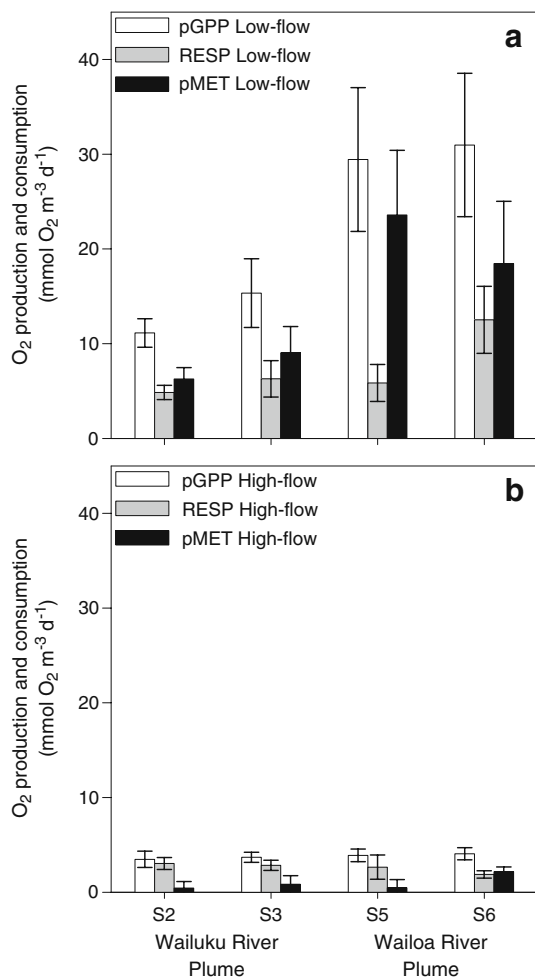 a
pGPP Low-flow
RESP Low-flow
pMET Low-flow
40
30
20
10
0
O₂ production and consumption
(mmol O₂ m⁻³ d⁻¹)
b
pGPP High-flow
RESP High-flow
pMET High-flow
40
30
20
10
0
O₂ production and consumption
(mmol O₂ m⁻³ d⁻¹)
S2 S3 S5 S6
Wailuku River Wailoa River
Plume Plume